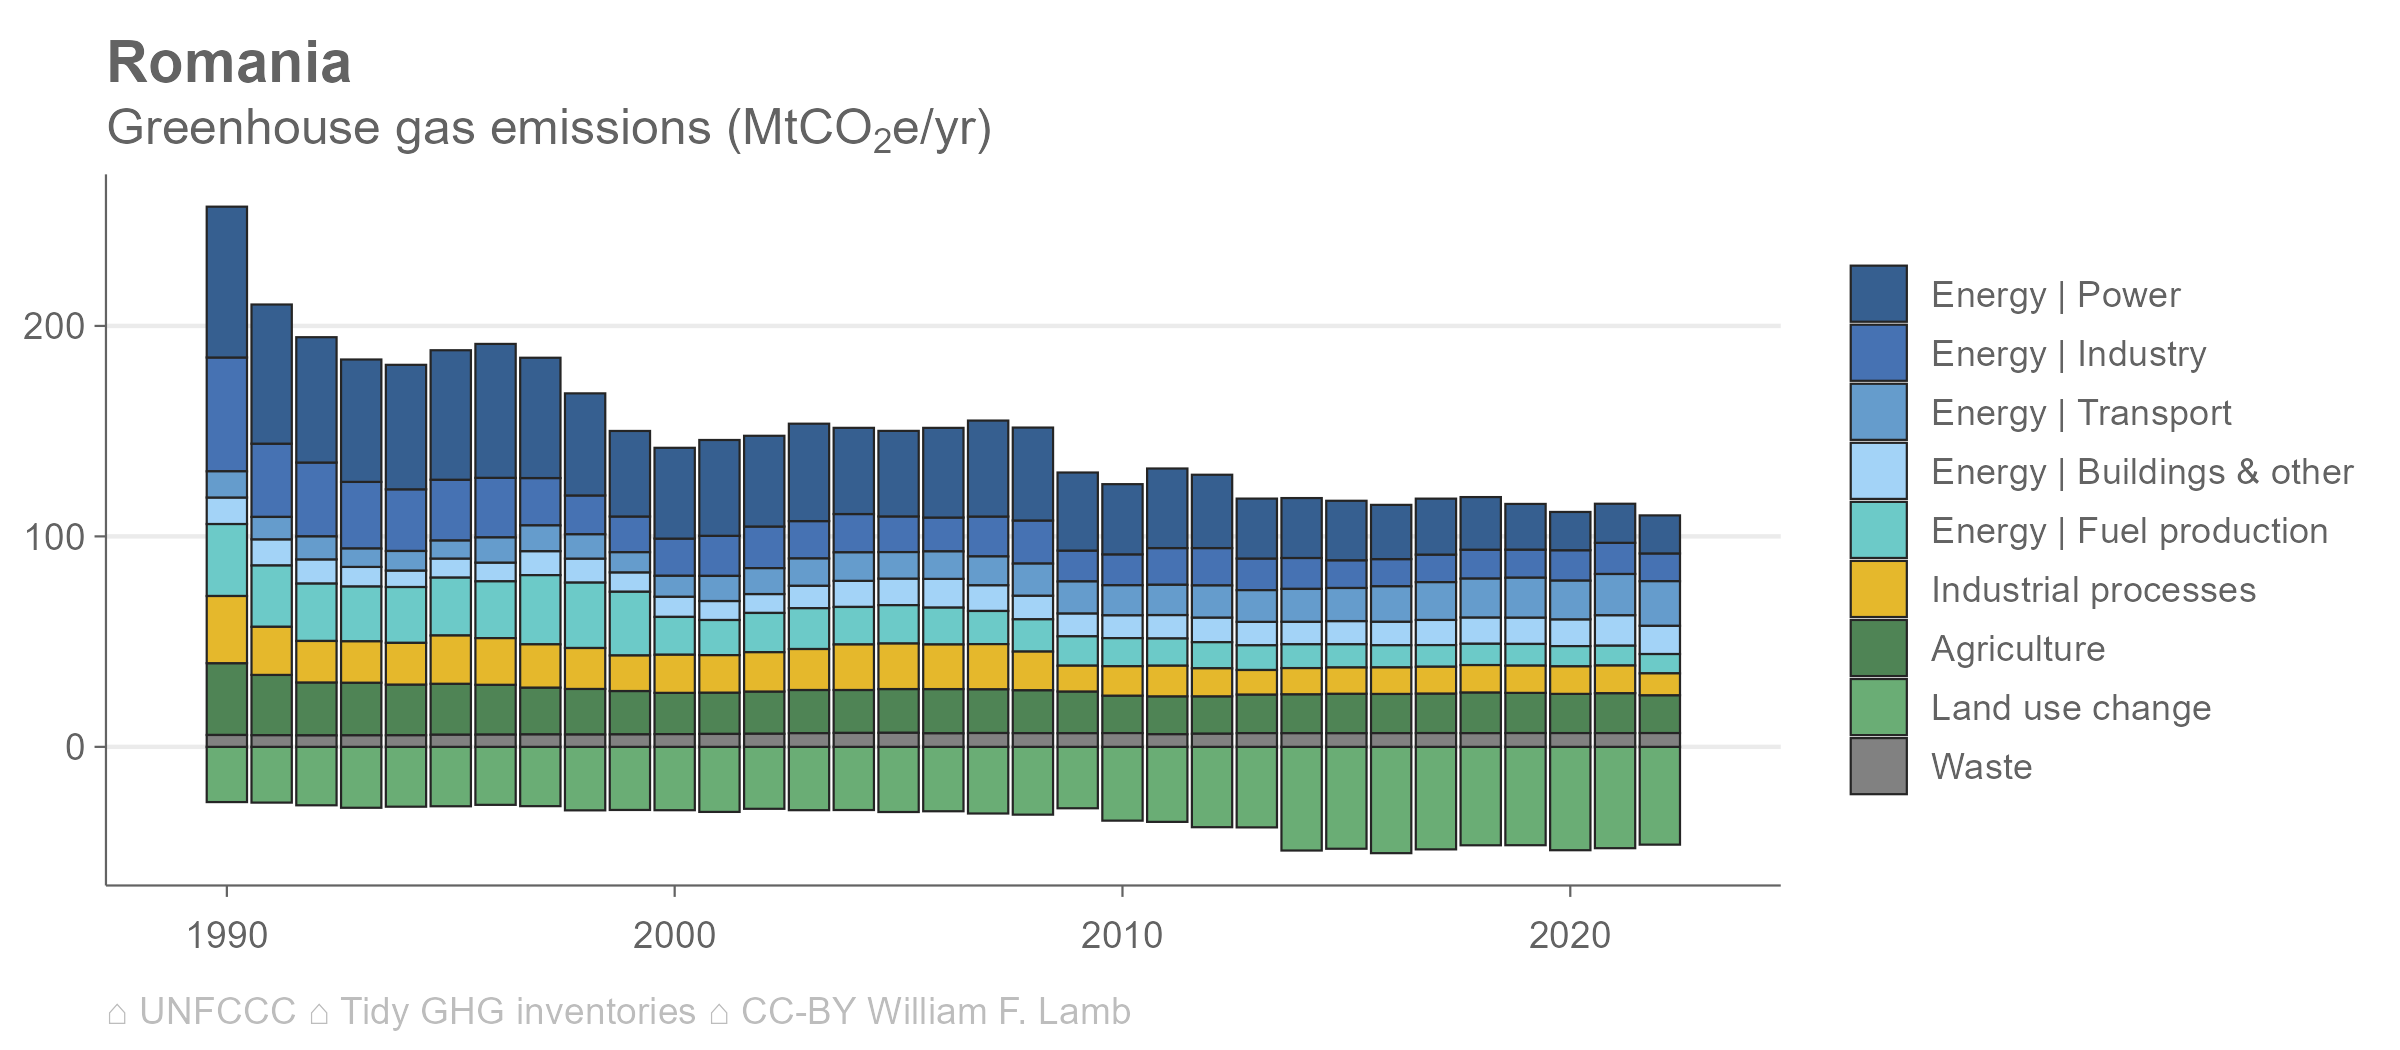 Romania
Greenhouse gas emissions (MtCO₂e/yr)
200
100
0
1990 2000 2010 2020
Energy | Power
Energy | Industry
Energy | Transport
Energy | Buildings & other
Energy | Fuel production
Industrial processes
Agriculture
Land use change
Waste
⌂ UNFCCC ⌂ Tidy GHG inventories ⌂ CC-BY William F. Lamb